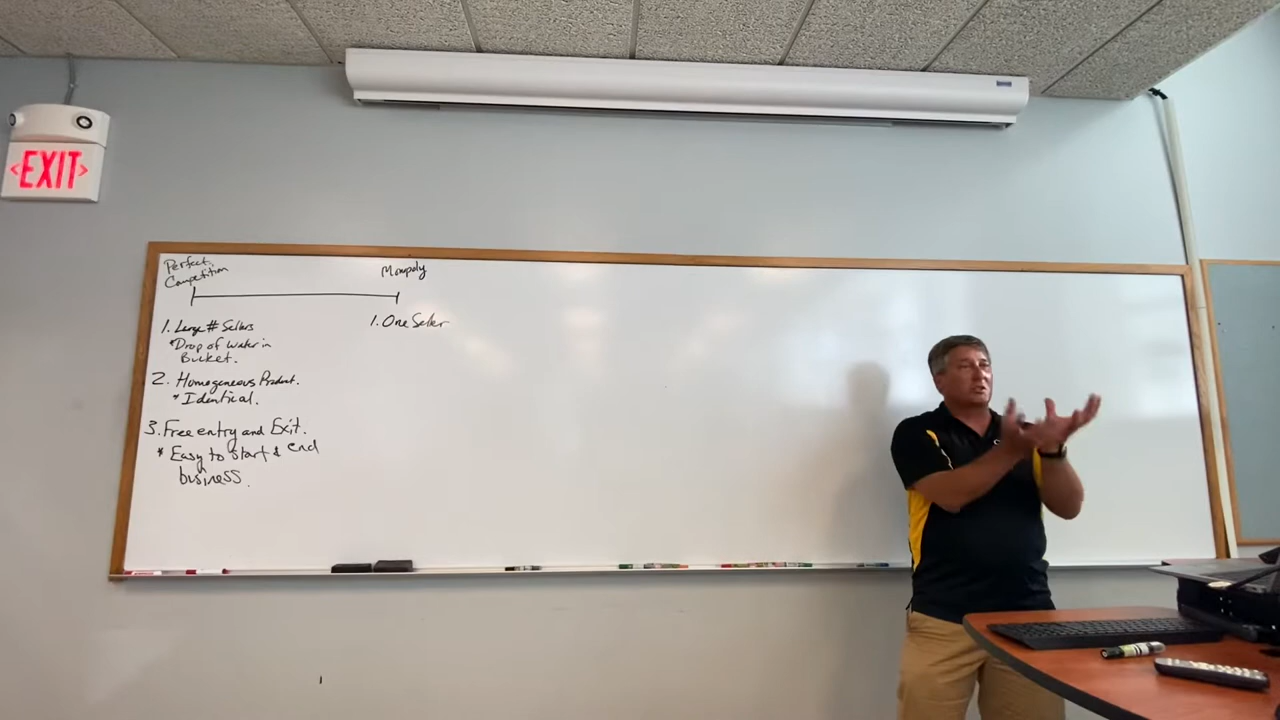 <EXIT>
Perfect
Competition
Monpoly
1. Large # Sellers
*Drop of water in
Bucket.
1. One Seller
2. Homogeneous Product.
* Identical.
3. Free entry and Exit.
* Easy to Start & end
business.